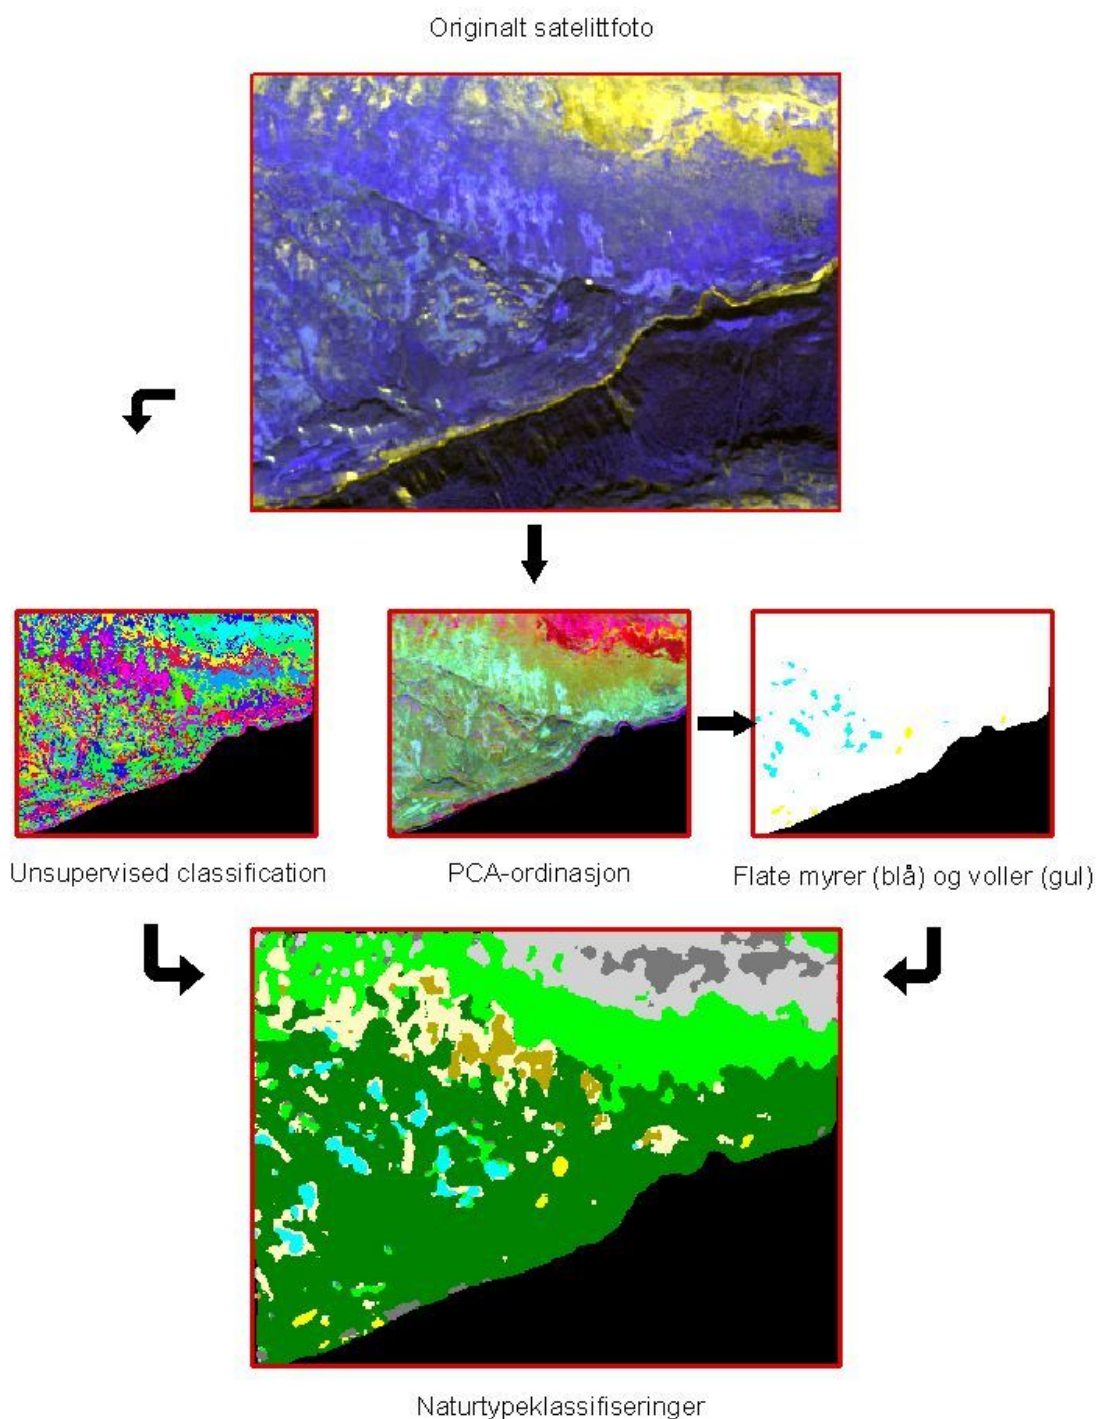 Originalt satelittfoto
Unsupervised classification
PCA-ordinasjon
Flate myrer (blå) og voller (gul)
Naturtypeklassifiseringer